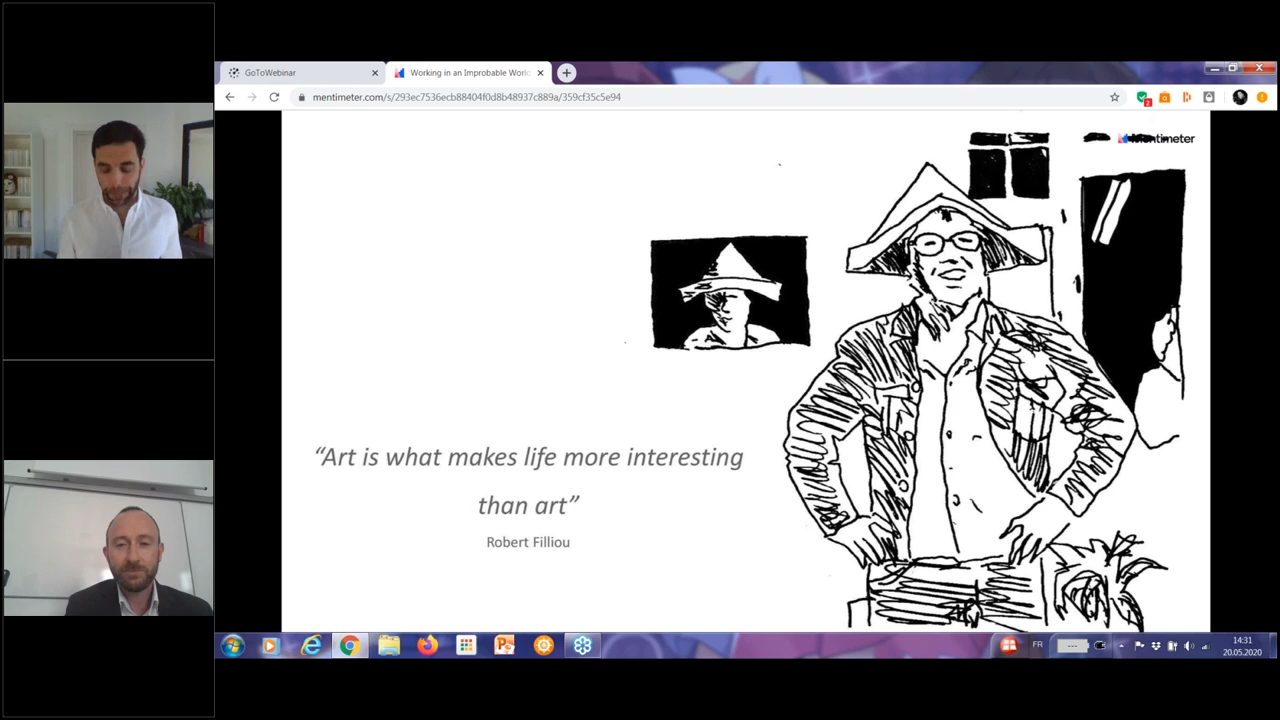 GoToWebinar
Working in an Improbable World
mentimeter.com/s/293ec7536ecb88404f0d8b48937c889a/359cf35c5e94
2
Mentimeter
“Art is what makes life more interesting
than art”
Robert Filliou
FR
14:31
20.05.2020